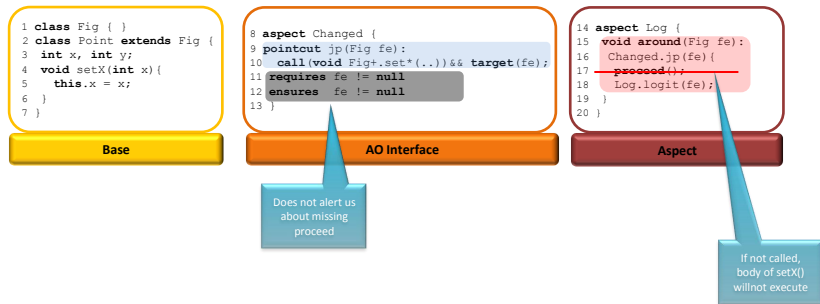 1 class Fig { }
2 class Point extends Fig {
3 int x, int y;
4 void setX(int x){
5 this.x = x;
6 }
7 }
Base
8 aspect Changed {
9 pointcut jp(Fig fe):
10 call(void Fig+.set*(..))&& target(fe);
11 requires fe != null
12 ensures fe != null
13 }
AO Interface
14 aspect Log {
15 void around(Fig fe):
16 Changed.jp(fe){
17 proceed();
18 Log.logit(fe);
19 }
20 }
Aspect
Does not alert us
about missing
proceed
If not called,
body of setX()
willnot execute